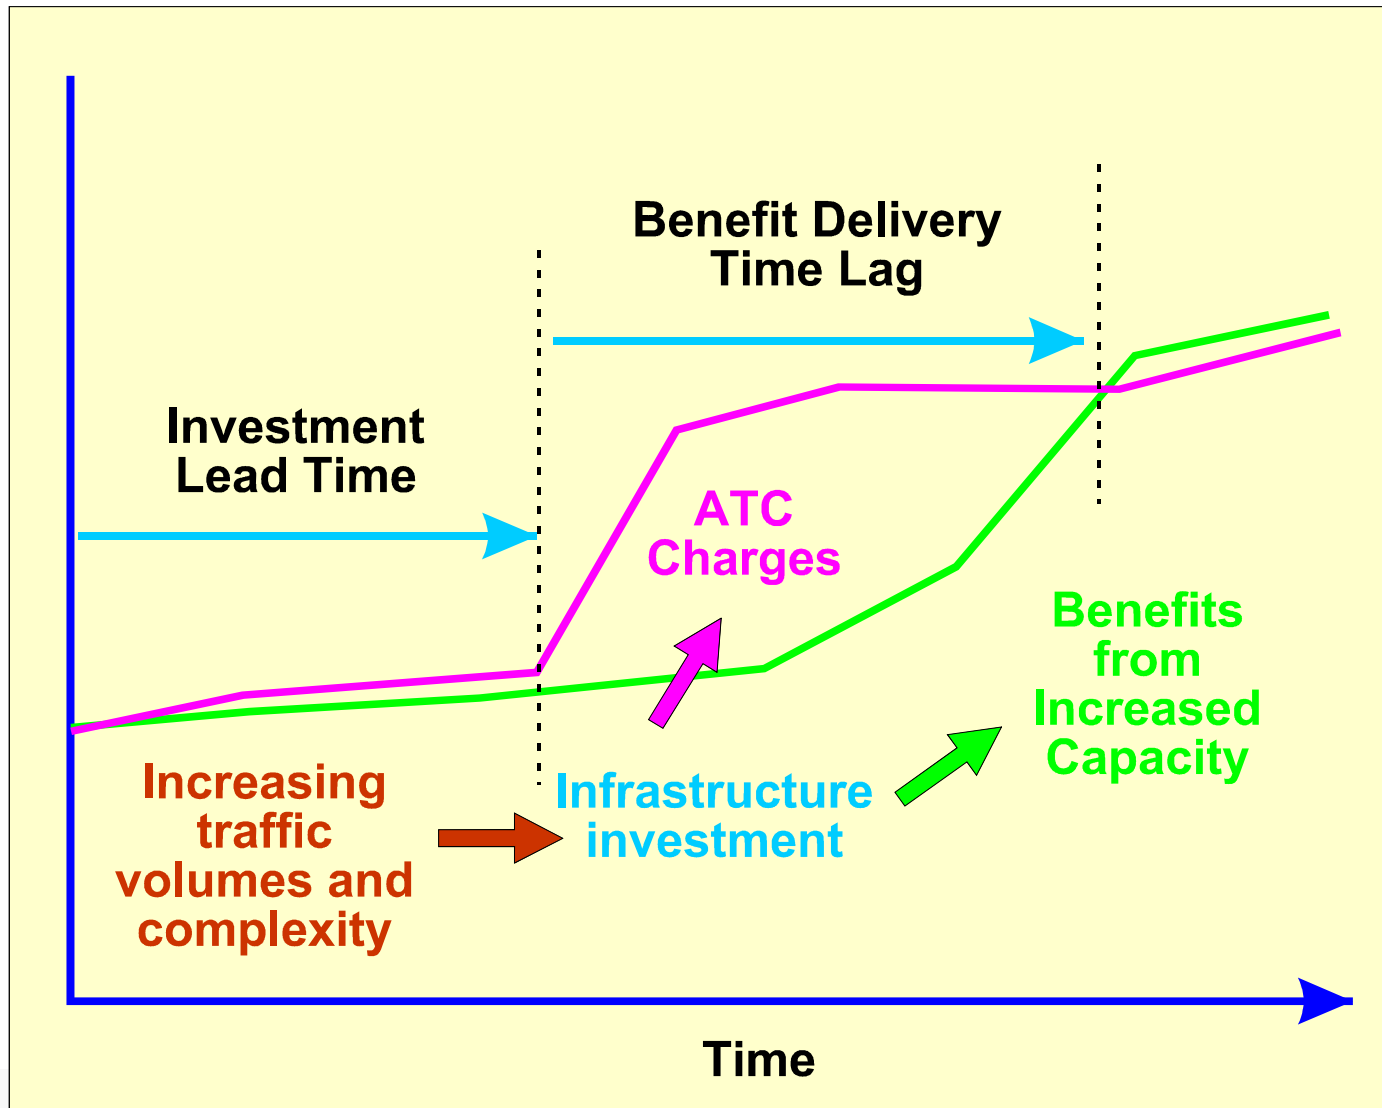 Benefit Delivery
Time Lag
Investment
Lead Time
ATC
Charges
Benefits
from
Increased
Capacity
Increasing
traffic
volumes and
complexity
Infrastructure
investment
Time